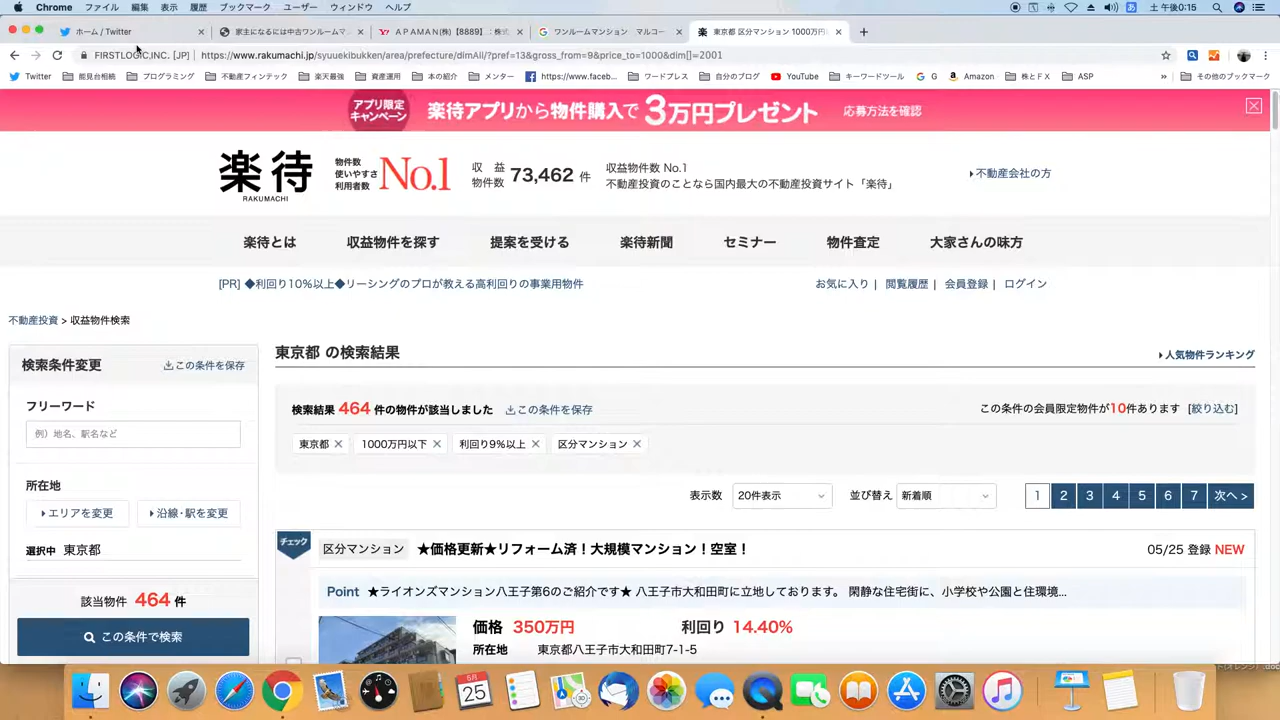 Chrome ファイル 編集 表示 履歴 ブックマーク ユーザー ウィンドウ ヘルプ
土 午後0:15
ホーム / Twitter
家主になるには中古ワンルームマ
ＡＰＡＭＡＮ(株)【8889】：株式
ワンルームマンション マルコー
東京都 区分マンション 1000万円以
FIRSTLOGIC,INC. [JP] https://www.rakumachi.jp/syuuekibukken/area/prefecture/dimAll/?pref=13&gross_from=9&price_to=1000&dim[]=2001
Twitter 能見台相続 プログラミング 不動産フィンテック 楽天最強 資産運用 本の紹介 メンター https://www.faceb... ワードプレス 自分のブログ YouTube キーワードツール G Amazon 株とＦＸ ASP » その他のブックマーク
アプリ限定
キャンペーン
楽待アプリから物件購入で3万円プレゼント 応募方法を確認
楽待
RAKUMACHI
物件数
使いやすさ
利用者数
No.1
収益
物件数
73,462 件
収益物件数 No.1
不動産投資のことなら国内最大の不動産投資サイト「楽待」
不動産会社の方
楽待とは 収益物件を探す 提案を受ける 楽待新聞 セミナー 物件査定 大家さんの味方
[PR] ◆利回り10%以上◆リーシングのプロが教える高利回りの事業用物件
お気に入り | 閲覧履歴 | 会員登録 | ログイン
不動産投資 > 収益物件検索
検索条件変更 この条件を保存
フリーワード
例）地名、駅名など
所在地
エリアを変更 沿線・駅を変更
選択中 東京都
該当物件 464 件
この条件で検索
東京都 の検索結果
人気物件ランキング
検索結果 464 件の物件が該当しました この条件を保存
この条件の会員限定物件が10件あります [絞り込む]
東京都 × 1000万円以下 × 利回り9%以上 × 区分マンション ×
表示数 20件表示 並び替え 新着順 1 2 3 4 5 6 7 次へ >
チェック
区分マンション ★価格更新★リフォーム済！大規模マンション！空室！
05/25 登録 NEW
Point ★ライオンズマンション八王子第6のご紹介です★ 八王子市大和田町に立地しております。 閑静な住宅街に、小学校や公園と住環境...
価格 350万円 利回り 14.40%
所在地 東京都八王子市大和田町7-1-5
5月
25